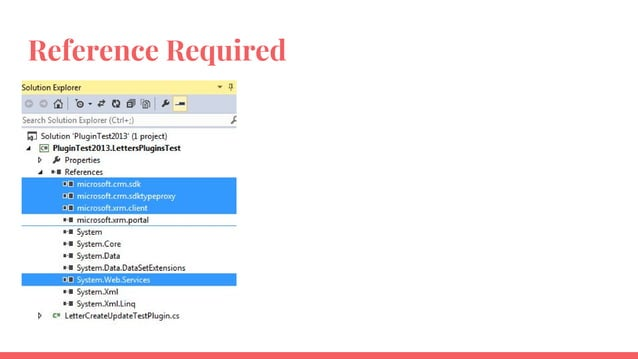 Reference Required
Solution Explorer
Search Solution Explorer (Ctrl+;)
Solution 'PluginTest2013' (1 project)
PluginTest2013.LettersPluginsTest
Properties
References
microsoft.crm.sdk
microsoft.crm.sdktypeproxy
microsoft.xrm.client
microsoft.xrm.portal
System
System.Core
System.Data
System.Data.DataSetExtensions
System.Web.Services
System.Xml
System.Xml.Linq
LetterCreateUpdateTestPlugin.cs